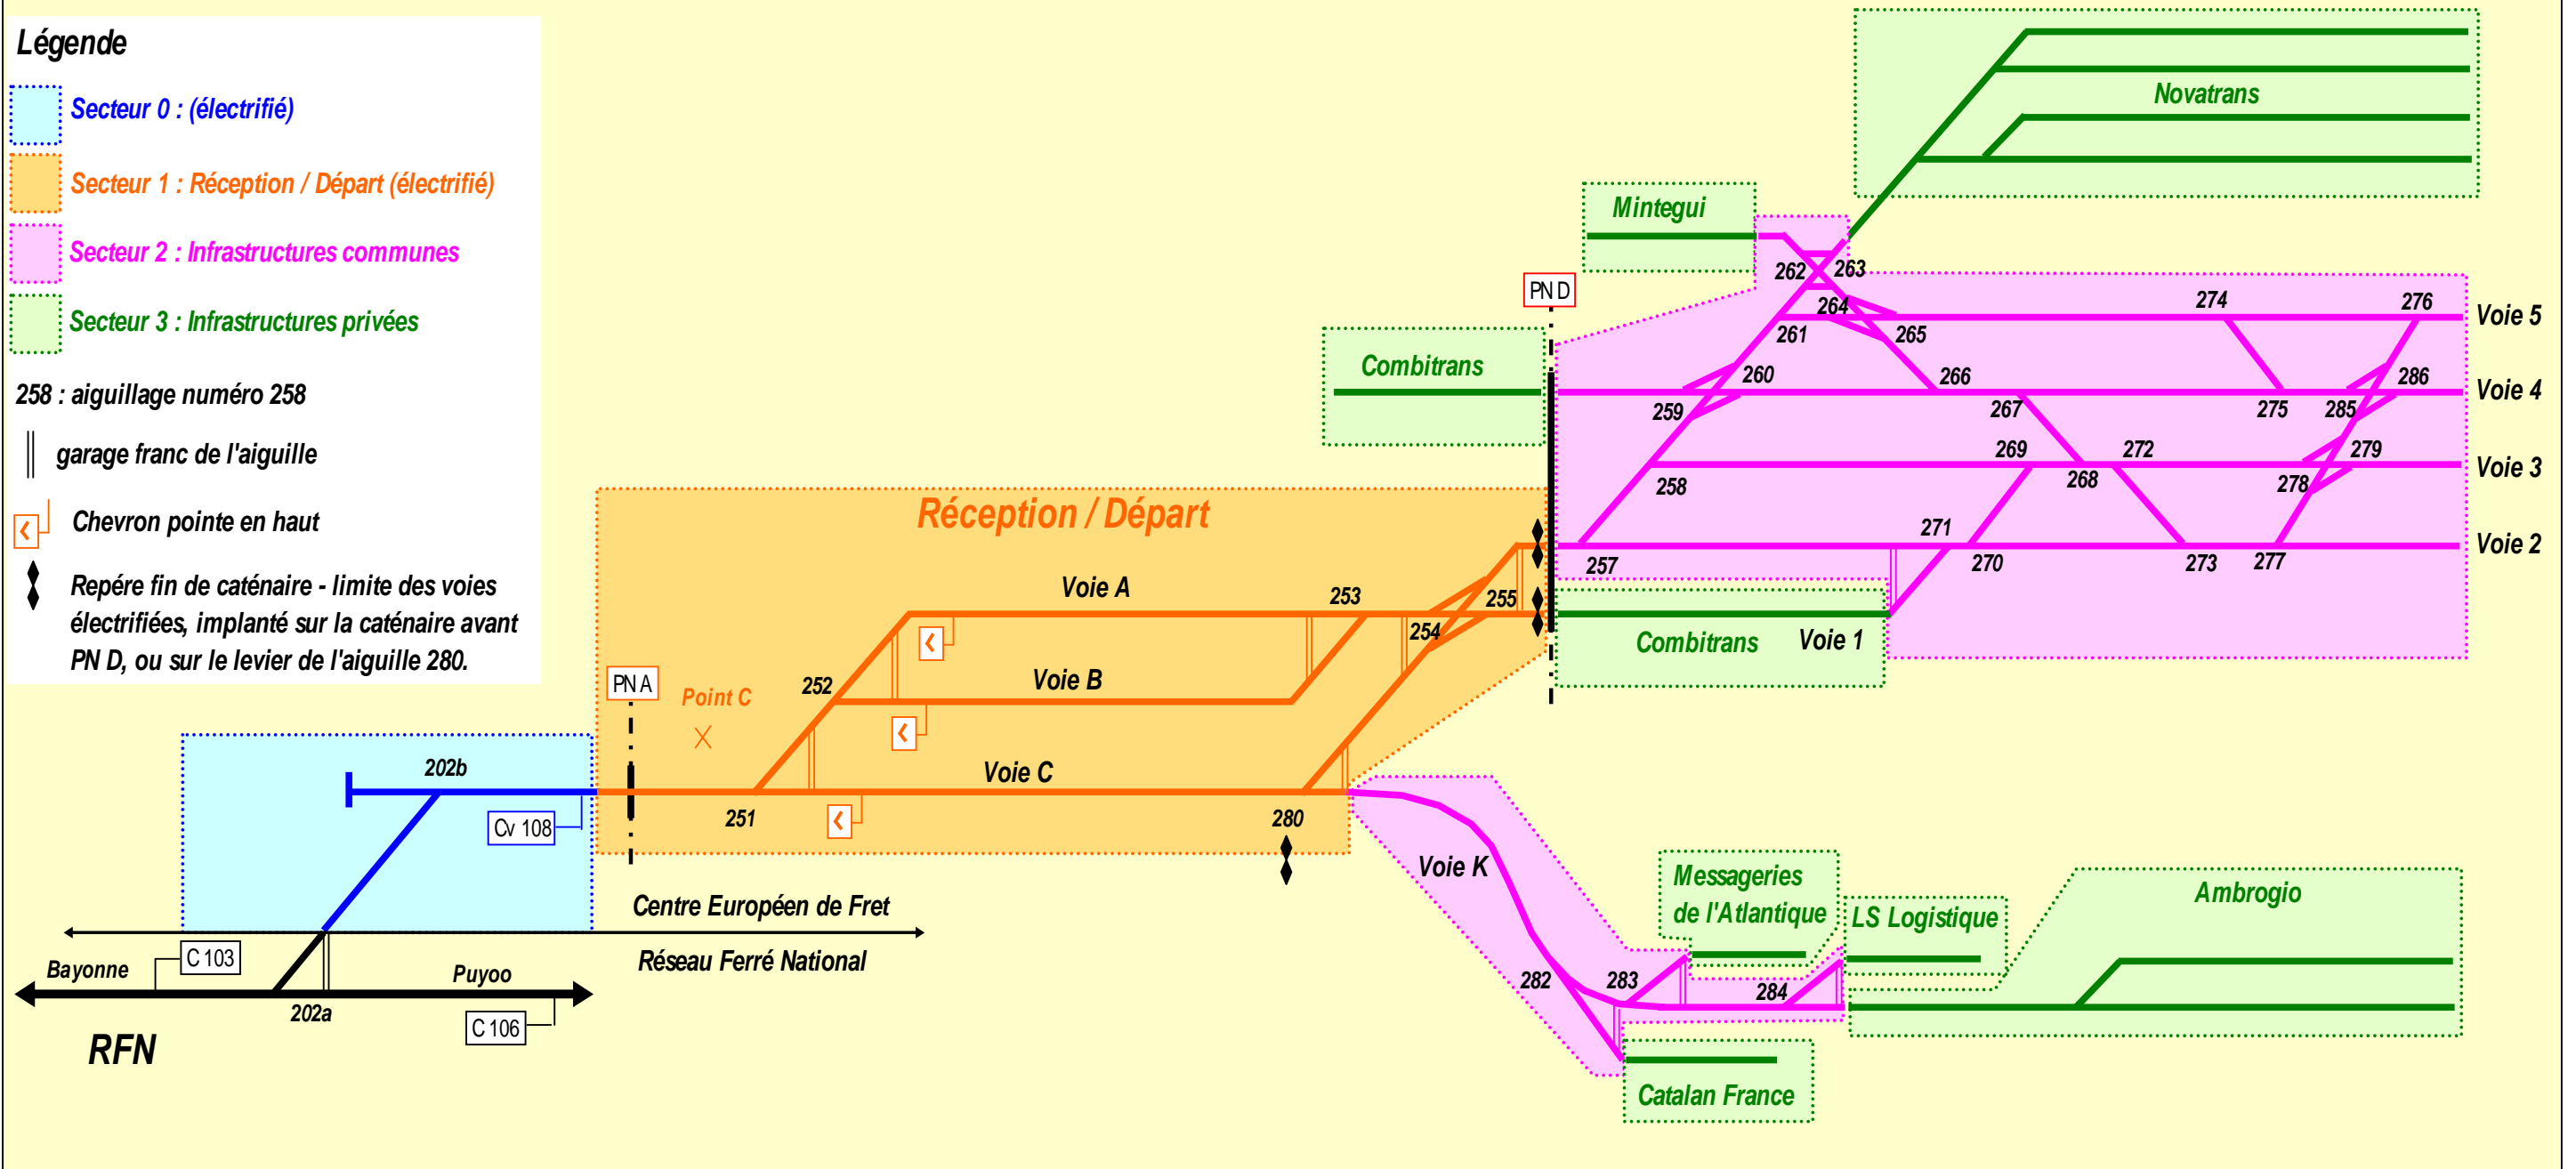 Légende
Secteur 0 : (électrifié)
Secteur 1 : Réception / Départ (électrifié)
Secteur 2 : Infrastructures communes
Secteur 3 : Infrastructures privées
258 : aiguillage numéro 258
garage franc de l'aiguille
Chevron pointe en haut
Repére fin de caténaire - limite des voies
électrifiées, implanté sur la caténaire avant
PN D, ou sur le levier de l'aiguille 280.
Novatrans
Mintegui
262
263
PN D
264
274
276
Voie 5
261
265
Combitrans
260
266
286
Voie 4
259
267
275
285
269
272
279
Voie 3
258
268
278
Réception / Départ
271
Voie 2
257
270
273
277
Voie A
253
255
254
Combitrans
Voie 1
PN A
Point C
252
Voie B
202b
Voie C
Cv 108
251
280
Voie K
Messageries
de l'Atlantique
LS Logistique
Ambrogio
Centre Européen de Fret
Réseau Ferré National
C 103
Bayonne
Puyoo
202a
C 106
RFN
282
283
284
Catalan France